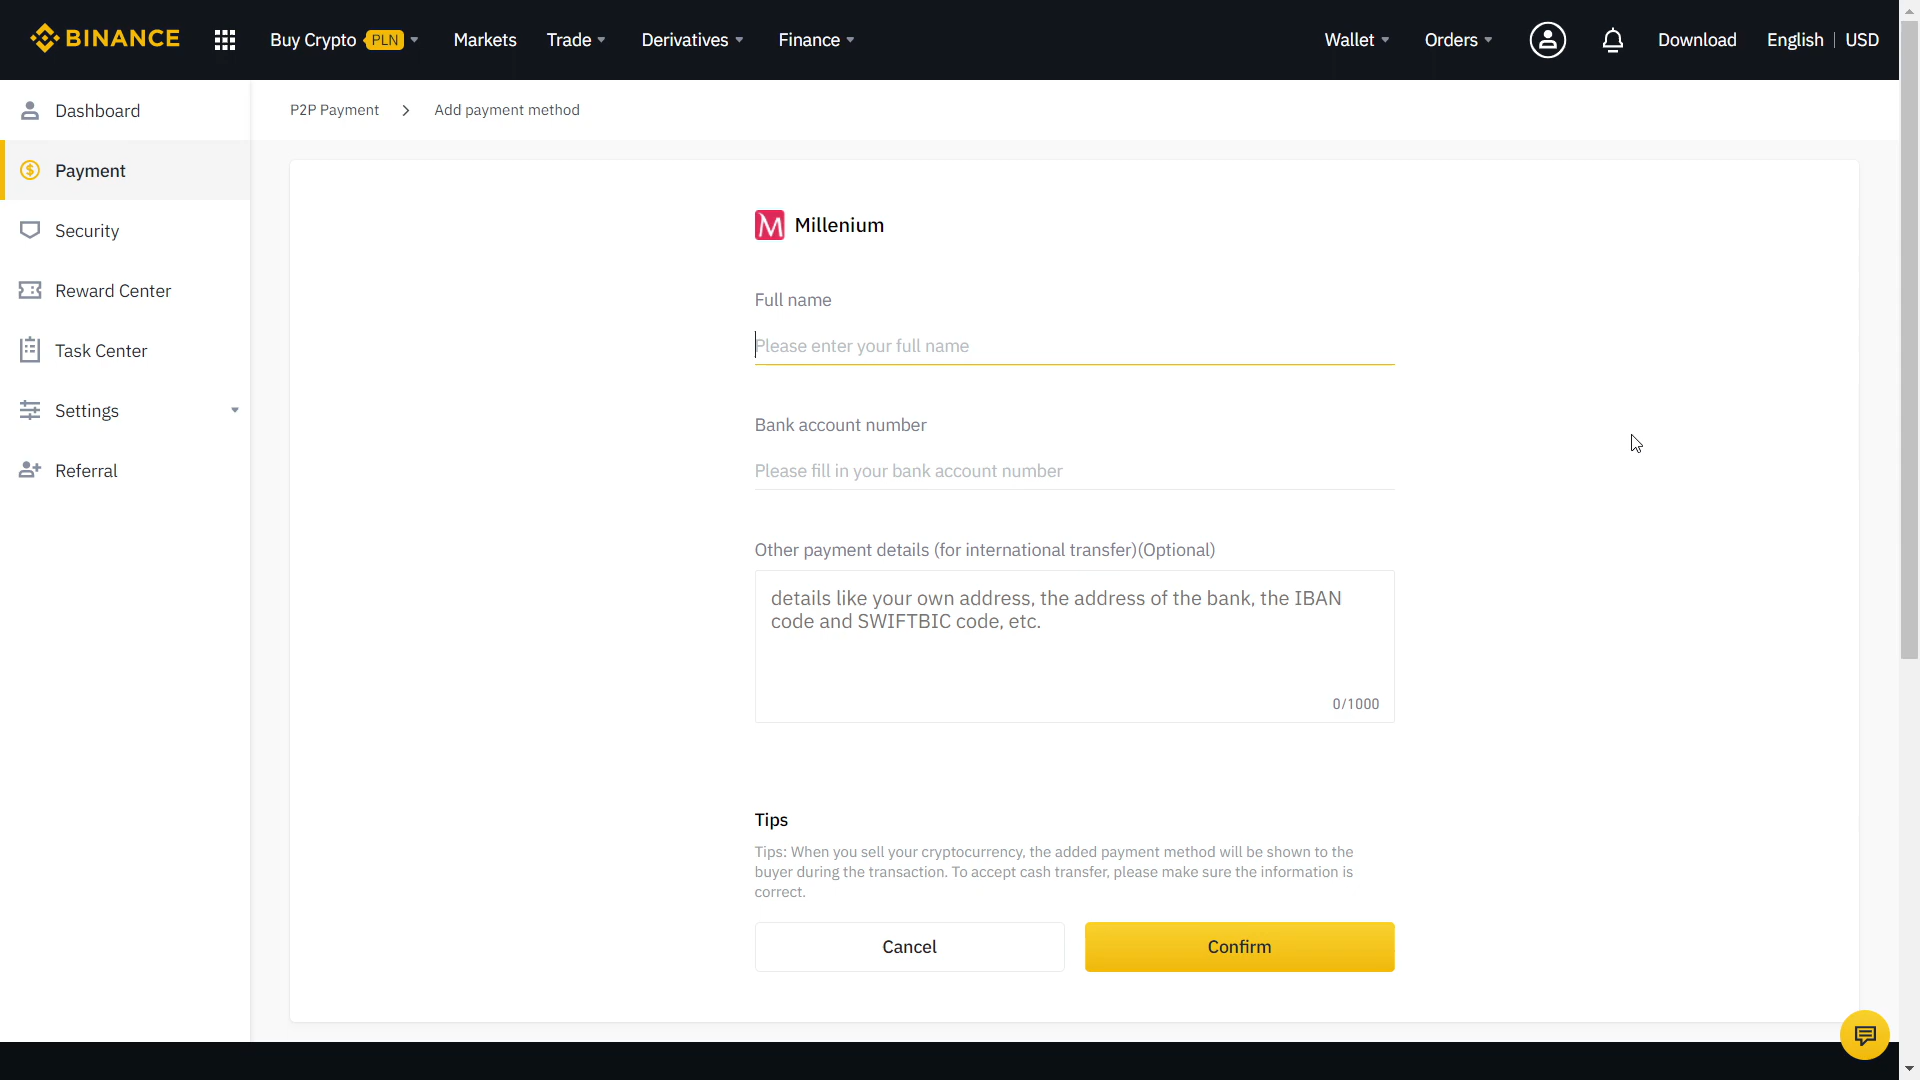 BINANCE
Buy Crypto PLN
Markets
Trade
Derivatives
Finance
Wallet
Orders
Download
English
USD
Dashboard
Payment
Security
Reward Center
Task Center
Settings
Referral
P2P Payment > Add payment method
Millenium
Full name
Please enter your full name
Bank account number
Please fill in your bank account number
Other payment details (for international transfer)(Optional)
details like your own address, the address of the bank, the IBAN
code and SWIFTBIC code, etc.
0/1000
Tips
Tips: When you sell your cryptocurrency, the added payment method will be shown to the
buyer during the transaction. To accept cash transfer, please make sure the information is
correct.
Cancel
Confirm